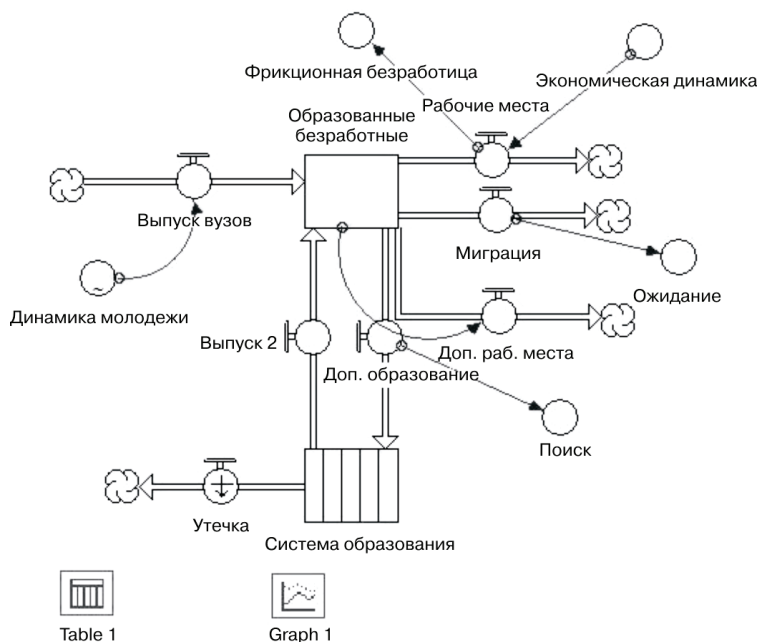 Фрикционная безработица
Экономическая динамика
Рабочие места
Образованные
безработные
Выпуск вузов
Миграция
Ожидание
Динамика молодежи
~
Выпуск 2
Доп. раб. места
Доп. образование
Поиск
Утечка
Система образования
Table 1
Graph 1